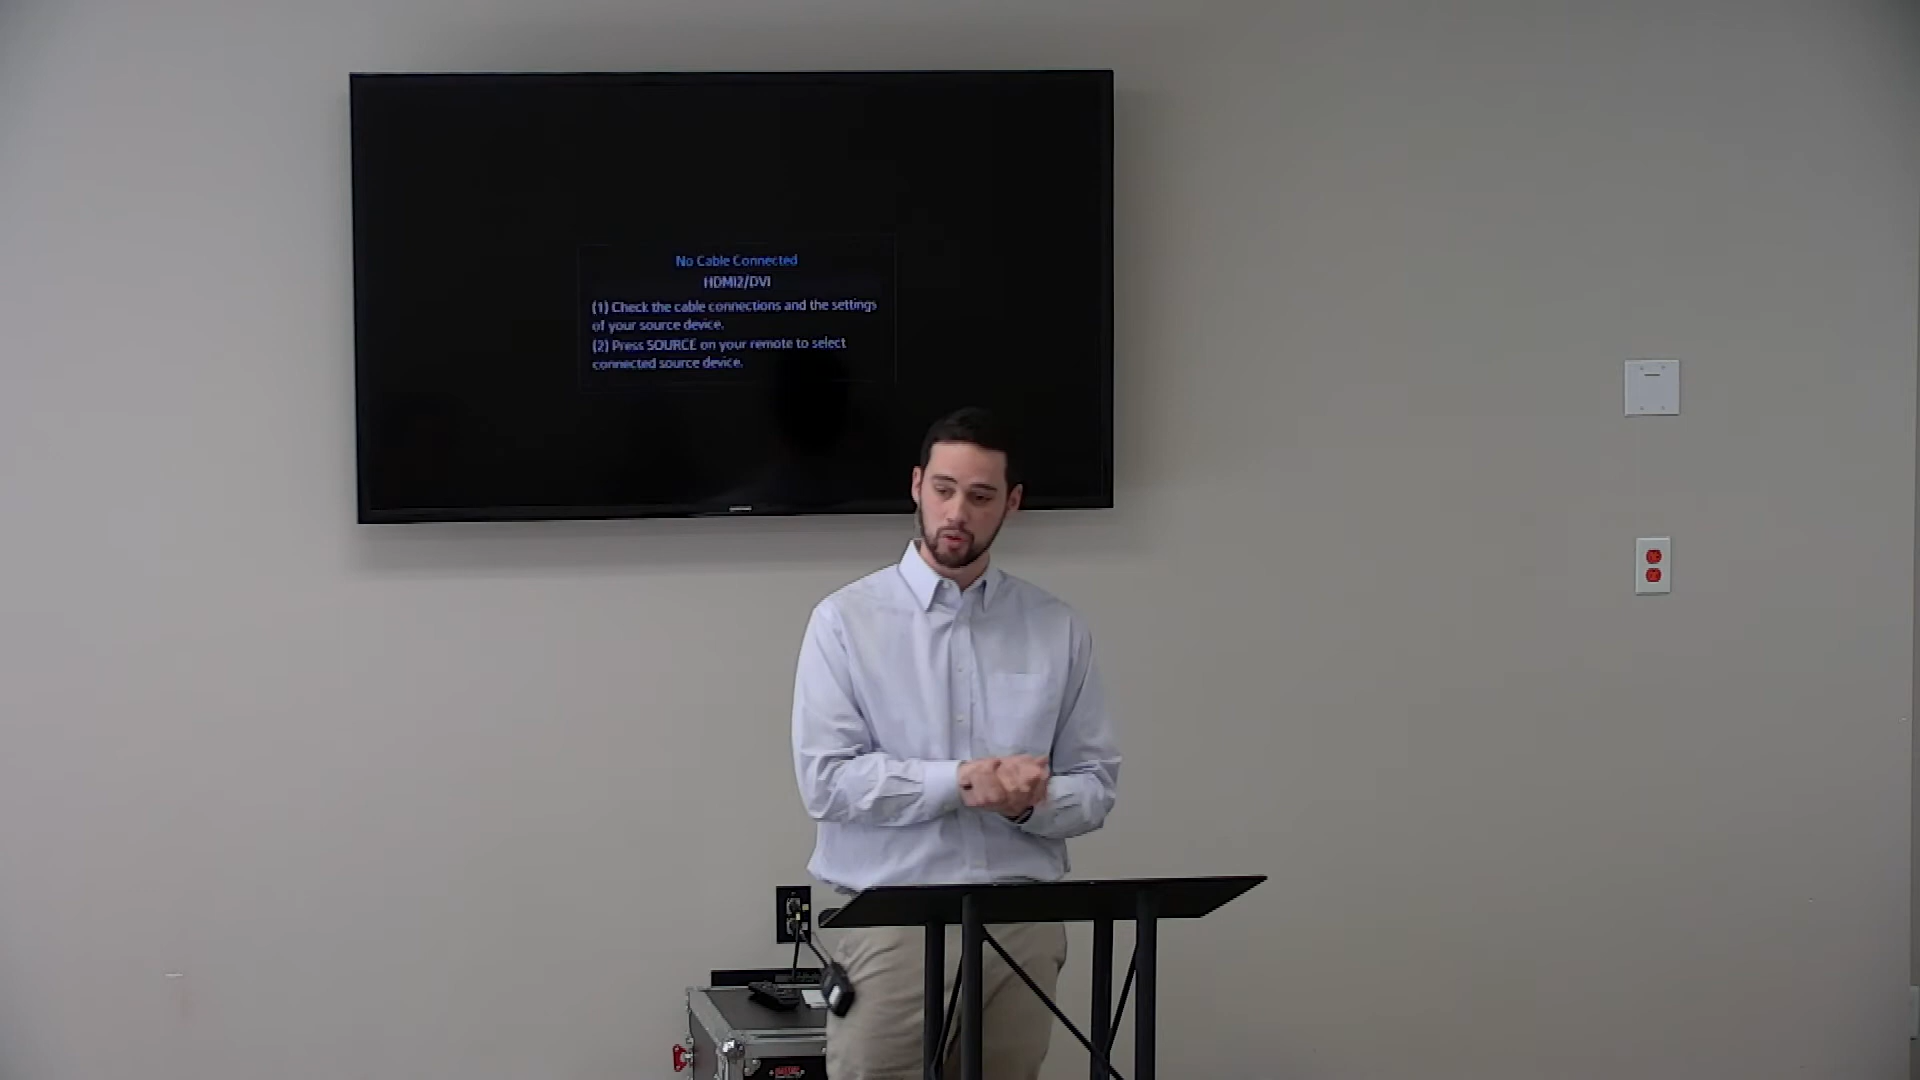 No Cable Connected
HDMI2/DVI
(1) Check the cable connections and the settings
of your source device.
(2) Press SOURCE on your remote to select
connected source device.